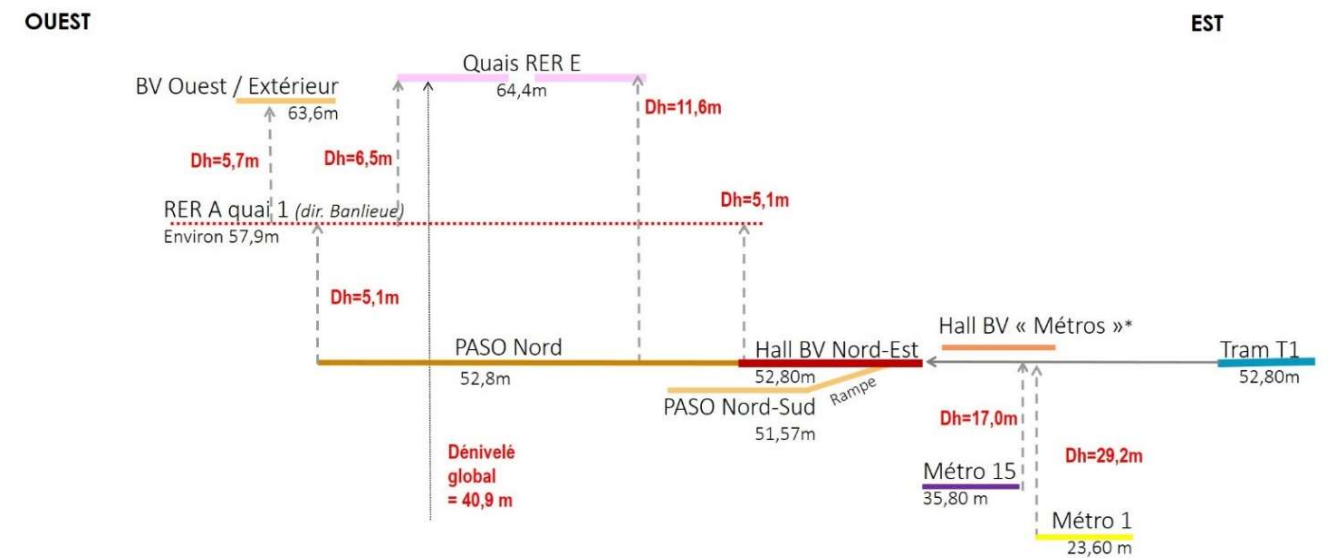 OUEST
EST
Quais RER E
64,4m
BV Ouest / Extérieur
63,6m
Dh=11,6m
Dh=5,7m
Dh=6,5m
Dh=5,1m
RER A quai 1 (dir. Banlieue)
Environ 57,9m
Dh=5,1m
PASO Nord
52,8m
Hall BV Nord-Est
52,80m
Hall BV « Métros »*
Tram T1
52,80m
Rampe
PASO Nord-Sud
51,57m
Dh=17,0m
Dénivelé
global
= 40,9 m
Dh=29,2m
Métro 15
35,80 m
Métro 1
23,60 m